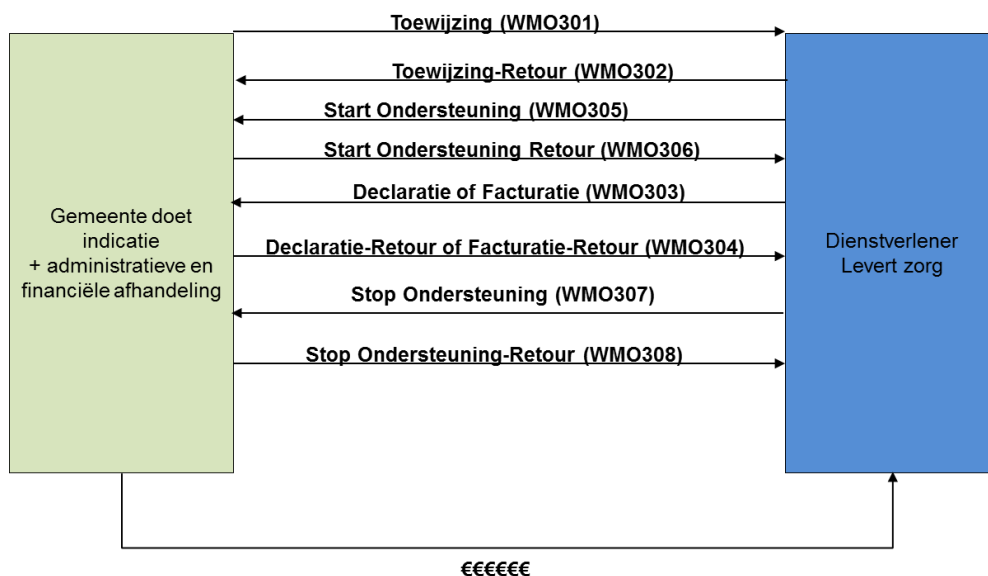 Toewijzing (WMO301)
Toewijzing-Retour (WMO302)
Start Ondersteuning (WMO305)
Start Ondersteuning Retour (WMO306)
Declaratie of Facturatie (WMO303)
Declaratie-Retour of Facturatie-Retour (WMO304)
Stop Ondersteuning (WMO307)
Stop Ondersteuning-Retour (WMO308)
Gemeente doet
indicatie
+ administratieve en
financiële afhandeling
Dienstverlener
Levert zorg
€€€€€€